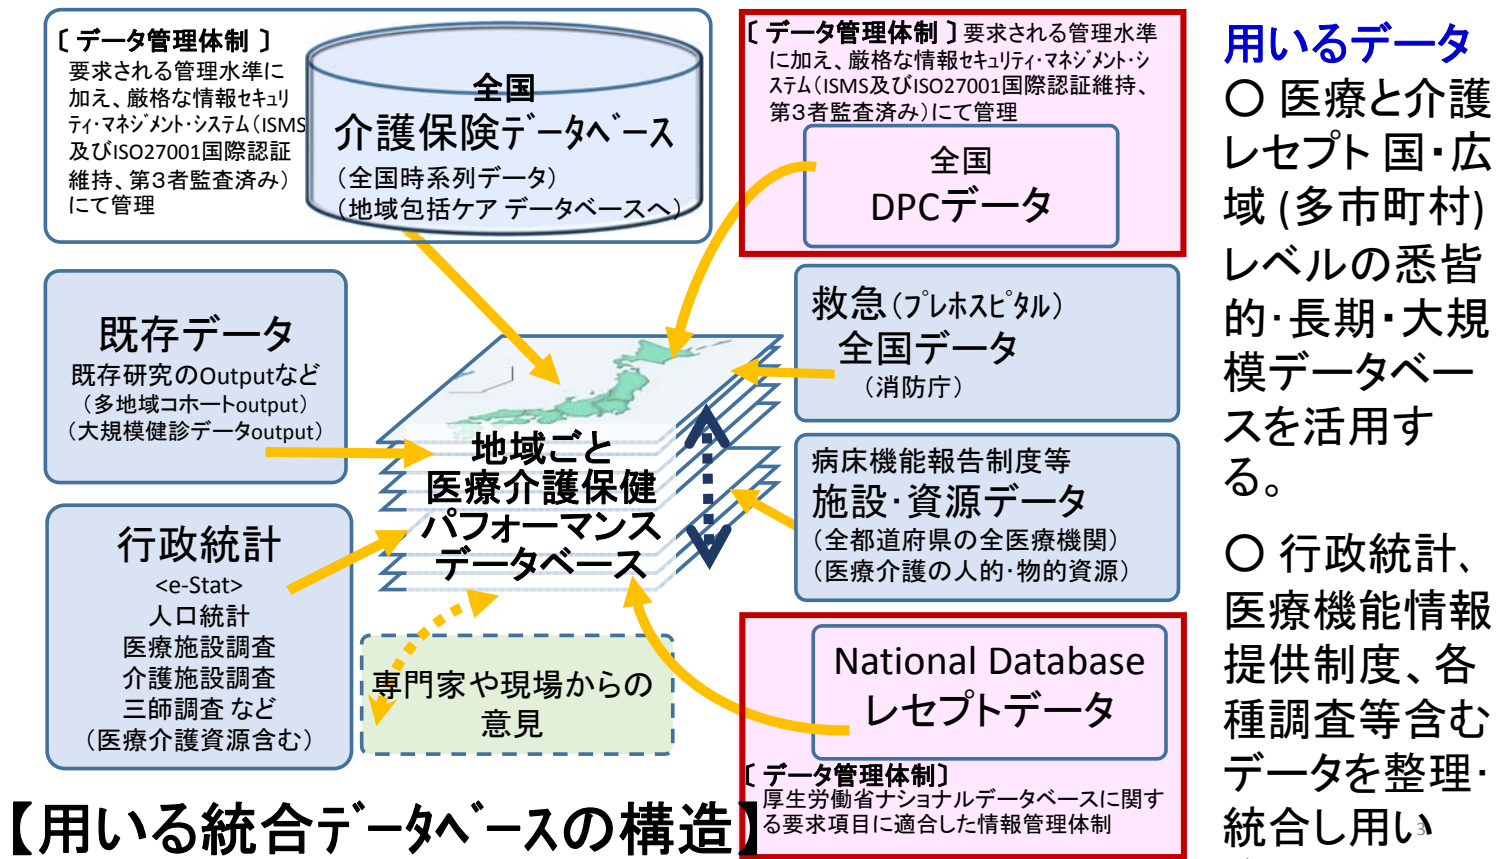 〔 データ管理体制 〕
要求される管理水準に
加え、厳格な情報ｾｷｭﾘ
ﾃｨ･ﾏﾈｼﾞﾒﾝﾄ･ｼｽﾃﾑ（ISMS
及びISO27001国際認証
維持、第３者監査済み）
にて管理
全国
介護保険ﾃﾞｰﾀﾍﾞｰｽ
（全国時系列データ）
（地域包括ケア データベースへ）
〔 データ管理体制 〕要求される管理水準
に加え、厳格な情報ｾｷｭﾘﾃｨ･ﾏﾈｼﾞﾒﾝﾄ･ｼ
ｽﾃﾑ（ISMS及びISO27001国際認証維持、
第３者監査済み）にて管理
全国
DPCデータ
既存データ
既存研究のOutputなど
（多地域コホートoutput）
（大規模健診データoutput）
救急（ﾌﾟﾚﾎｽﾋﾟﾀﾙ）
全国データ
（消防庁）
地域ごと
医療介護保健
パフォーマンス
データベース
病床機能報告制度等
施設･資源データ
（全都道府県の全医療機関）
（医療介護の人的･物的資源）
行政統計
<e-Stat>
人口統計
医療施設調査
介護施設調査
三師調査 など
（医療介護資源含む）
専門家や現場からの
意見
National Database
レセプトデータ
〔 データ管理体制〕
厚生労働省ナショナルデータベースに関す
る要求項目に適合した情報管理体制
【用いる統合ﾃﾞｰﾀﾍﾞｰｽの構造】
用いるデータ
○ 医療と介護
レセプト 国・広
域 (多市町村)
レベルの悉皆
的･長期・大規
模データベー
スを活用す
る。
○ 行政統計、
医療機能情報
提供制度、各
種調査等含む
データを整理･
統合し用い
3